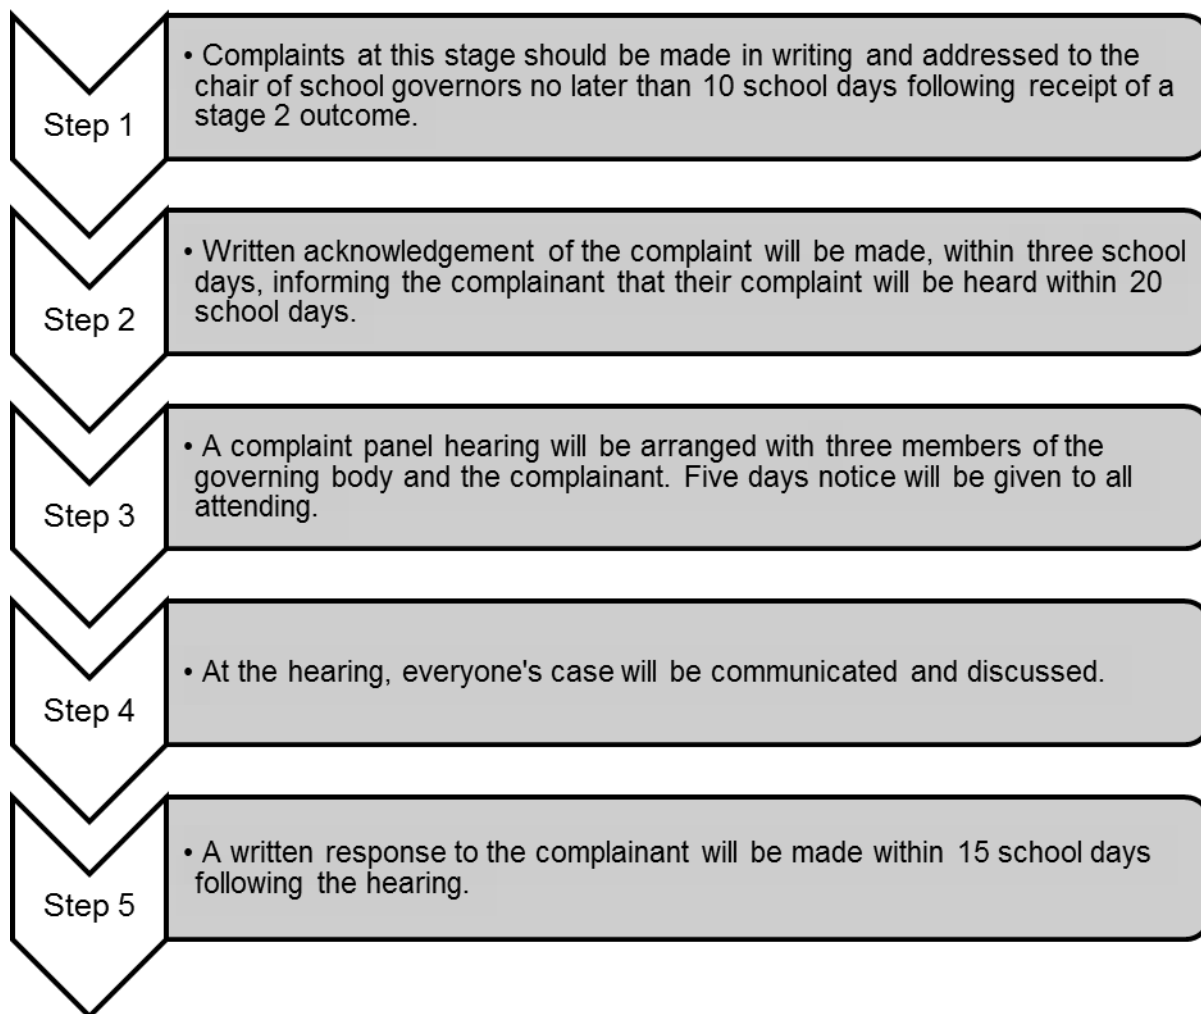 Step 1
• Complaints at this stage should be made in writing and addressed to the
chair of school governors no later than 10 school days following receipt of a
stage 2 outcome.
Step 2
• Written acknowledgement of the complaint will be made, within three school
days, informing the complainant that their complaint will be heard within 20
school days.
Step 3
• A complaint panel hearing will be arranged with three members of the
governing body and the complainant. Five days notice will be given to all
attending.
Step 4
• At the hearing, everyone's case will be communicated and discussed.
Step 5
• A written response to the complainant will be made within 15 school days
following the hearing.